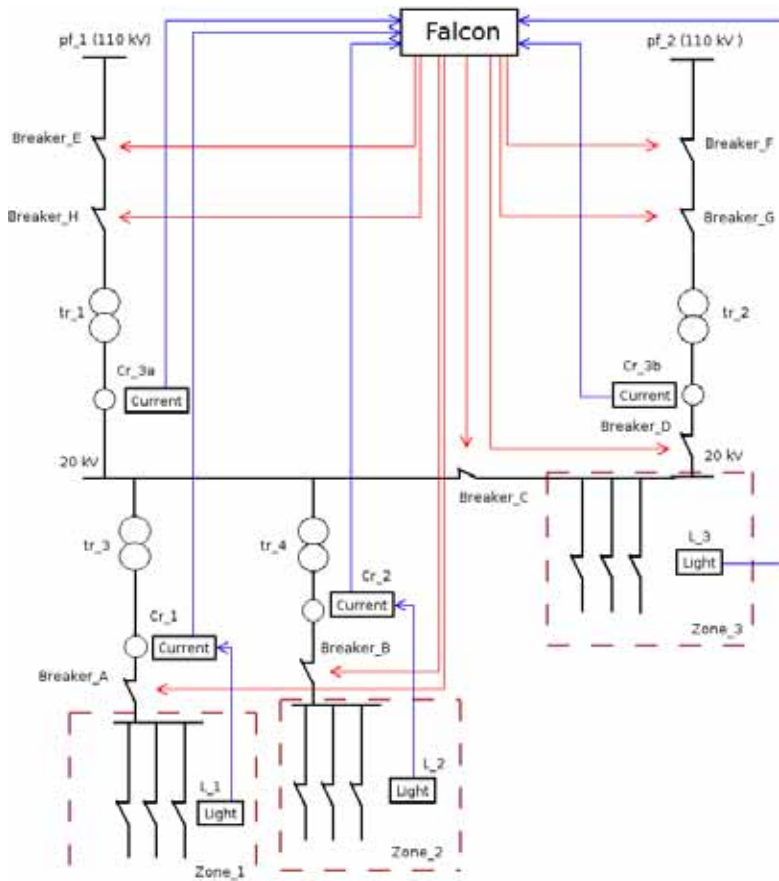 Falcon
pf_1 (110 kV)
pf_2 (110 kV )
Breaker_E
Breaker_F
Breaker_H
Breaker_G
tr_1
tr_2
Cr_3a
Current
Cr_3b
Current
Breaker_D
20 kV
20 kV
Breaker_C
tr_3
tr_4
L_3
Light
Cr_2
Current
Cr_1
Current
Zone_3
Breaker_B
Breaker_A
L_2
Light
L_1
Light
Zone_2
Zone_1